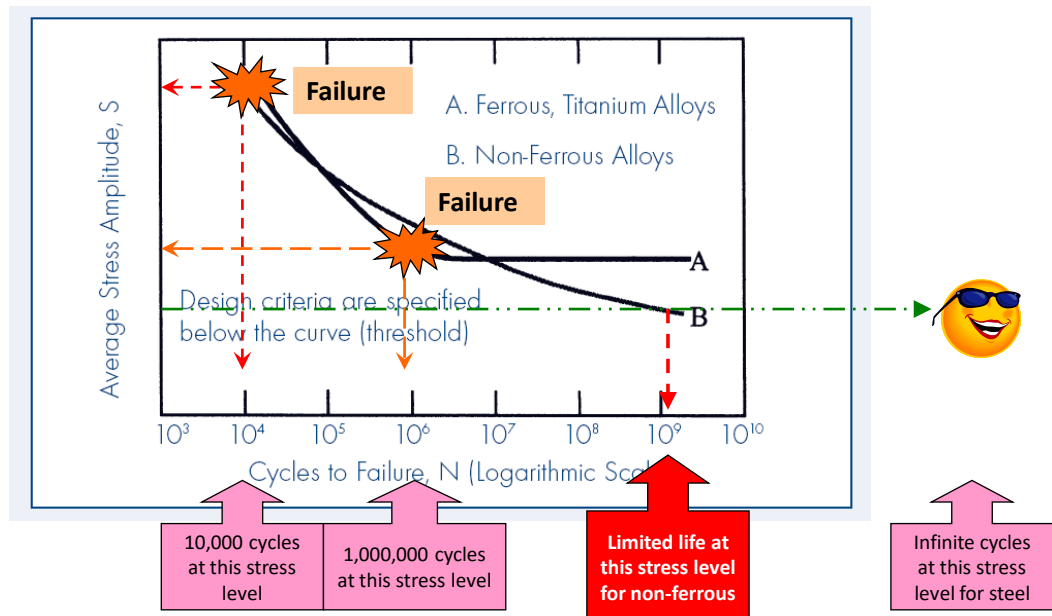 Failure
A. Ferrous, Titanium Alloys
B. Non-Ferrous Alloys
Failure
A
B
Design criteria are specified
below the curve (threshold)
Average Stress Amplitude, S
10³ 10⁴ 10⁵ 10⁶ 10⁷ 10⁸ 10⁹ 10¹⁰
Cycles to Failure, N (Logarithmic
10,000 cycles
at this stress
level
1,000,000 cycles
at this stress level
Limited life at
this stress level
for non-ferrous
Infinite cycles
at this stress
level for steel